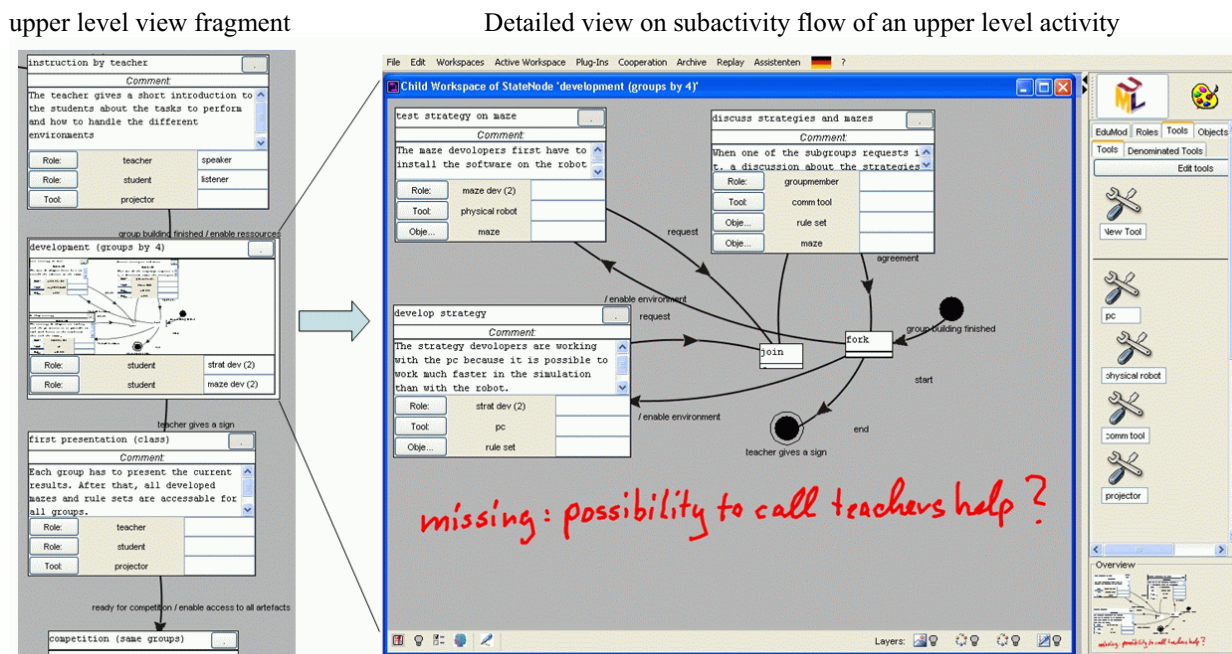 upper level view fragment
Detailed view on subactivity flow of an upper level activity
instruction by teacher
Comment:
The teacher gives a short introduction to
the students about the tasks to perform
and how to handle the different
environments
Role: teacher speaker
Role: student listener
Tool: projector
group building finished / enable ressources
development (groups by 4)
Role: student strat dev (2)
Role: student maze dev (2)
teacher gives a sign
first presentation (class)
Comment:
Each group has to present the current
results. After that, all developed
mazes and rule sets are accessable for
all groups.
Role: teacher
Role: student
Tool: projector
ready for competition / enable access to all artefacts
competition (same groups)
File Edit Workspaces Active Workspace Plug-Ins Cooperation Archive Replay Assistenten ?
Child Workspace of StateNode 'development (groups by 4)'
test strategy on maze
Comment:
The maze developers first have to
install the software on the robot
Role: maze dev (2)
Tool: physical robot
Obje... maze
discuss strategies and mazes
Comment:
When one of the subgroups requests i
t. a discussion about the strategies
Role: groupmember
Tool: comm tool
Obje... rule set
Obje... maze
request
agreement
/ enable environment
request
develop strategy
Comment:
The strategy developers are working
with the pc because it is possible to
work much faster in the simulation
than with the robot.
Role: strat dev (2)
Tool: pc
Obje... rule set
join
fork
group building finished
start
/ enable environment
end
teacher gives a sign
missing: possibility to call teachers help?
Layers:
UML
EduMod Roles Tools Objects
Tools Denominated Tools
Edit tools
New Tool
pc
physical robot
comm tool
projector
Overview
missing: possibility to call teachers help?